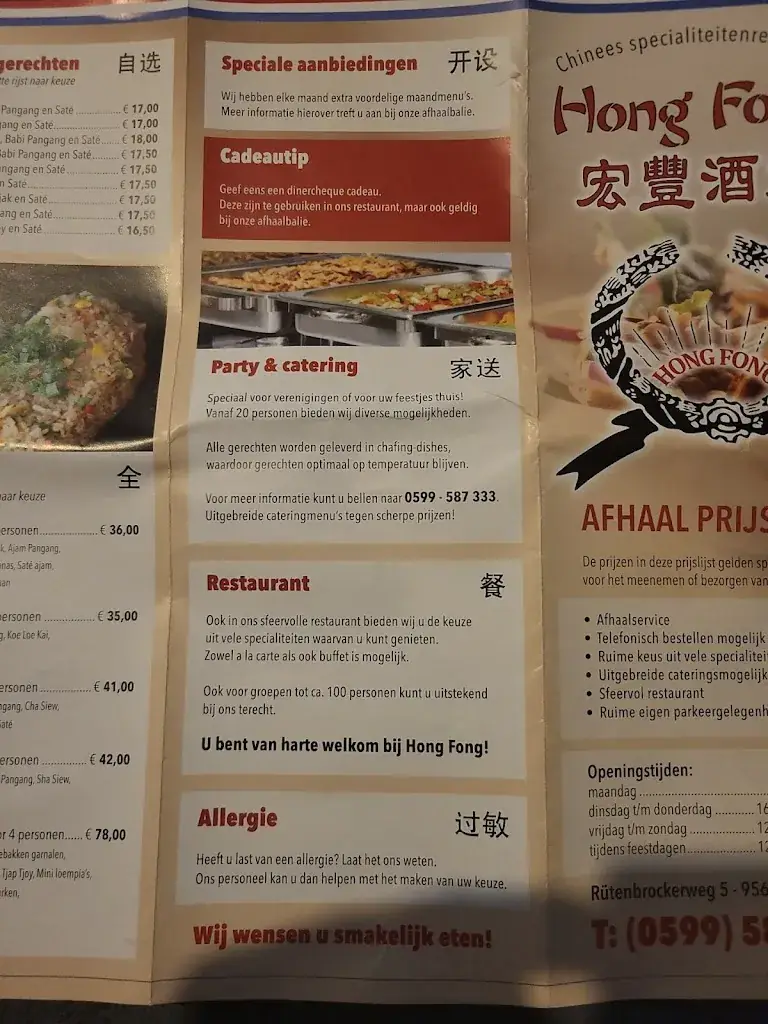 gerechten 自选
tte rijst naar keuze
Pangang en Saté ............... € 17,00
gang en Saté......................... € 17,00
, Babi Pangang en Saté...... € 18,00
Babi Pangang en Saté......... € 17,50
ngang en Saté..................... € 17,50
n Saté................................... € 17,50
jak en Saté............................ € 17,50
ang en Saté.......................... € 17,50
y en Saté............................. € 16,50
全
naar keuze
personen...................... € 36,00
k, Ajam Pangang,
nas, Saté ajam,
personen .................... € 35,00
g, Koe Loe Kai,
ersonen .................... € 41,00
ngang, Cha Siew,
Saté
personen .................... € 42,00
Pangang, Sha Siew,
or 4 personen...... € 78,00
ebakken garnalen,
Tjap Tjoy, Mini loempia's,
rken,
Speciale aanbiedingen 开设
Wij hebben elke maand extra voordelige maandmenu's.
Meer informatie hierover treft u aan bij onze afhaalbalie.
Cadeautip
Geef eens een dinercheque cadeau.
Deze zijn te gebruiken in ons restaurant, maar ook geldig
bij onze afhaalbalie.
Party & catering 家送
Speciaal voor verenigingen of voor uw feestjes thuis!
Vanaf 20 personen bieden wij diverse mogelijkheden.
Alle gerechten worden geleverd in chafing-dishes,
waardoor gerechten optimaal op temperatuur blijven.
Voor meer informatie kunt u bellen naar 0599 - 587 333.
Uitgebreide cateringmenu's tegen scherpe prijzen!
Restaurant 餐
Ook in ons sfeervolle restaurant bieden wij u de keuze
uit vele specialiteiten waarvan u kunt genieten.
Zowel a la carte als ook buffet is mogelijk.
Ook voor groepen tot ca. 100 personen kunt u uitstekend
bij ons terecht.
U bent van harte welkom bij Hong Fong!
Allergie 过敏
Heeft u last van een allergie? Laat het ons weten.
Ons personeel kan u dan helpen met het maken van uw keuze.
Wij wensen u smakelijk eten!
Chinees specialiteitenre
Hong Fo
宏豐酒
HONG FONG
AFHAAL PRIJS
De prijzen in deze prijslijst gelden sp
voor het meenemen of bezorgen van
• Afhaalservice
• Telefonisch bestellen mogelijk
• Ruime keus uit vele specialitei
• Uitgebreide cateringsmogelijk
• Sfeervol restaurant
• Ruime eigen parkeergelegenh
Openingstijden:
maandag ..............................
dinsdag t/m donderdag ............ 16
vrijdag t/m zondag .................... 12
tijdens feestdagen..................... 12
Rütenbrockerweg 5 - 956
T: (0599) 58